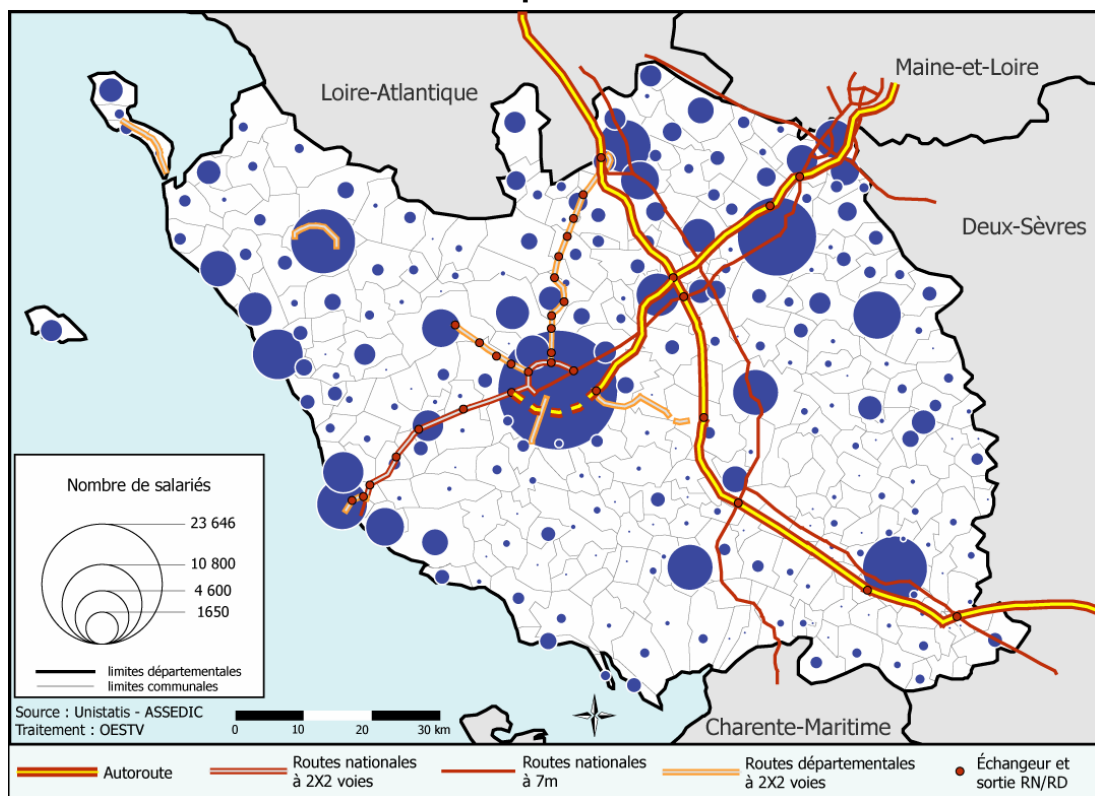 Loire-Atlantique
Maine-et-Loire
Deux-Sèvres
Charente-Maritime
Nombre de salariés
23 646
10 800
4 600
1650
limites départementales
limites communales
Source : Unistatis - ASSEDIC
Traitement : OESTV
0 10 20 30 km
Autoroute
Routes nationales
à 2X2 voies
Routes nationales
à 7m
Routes départementales
à 2X2 voies
Échangeur et
sortie RN/RD